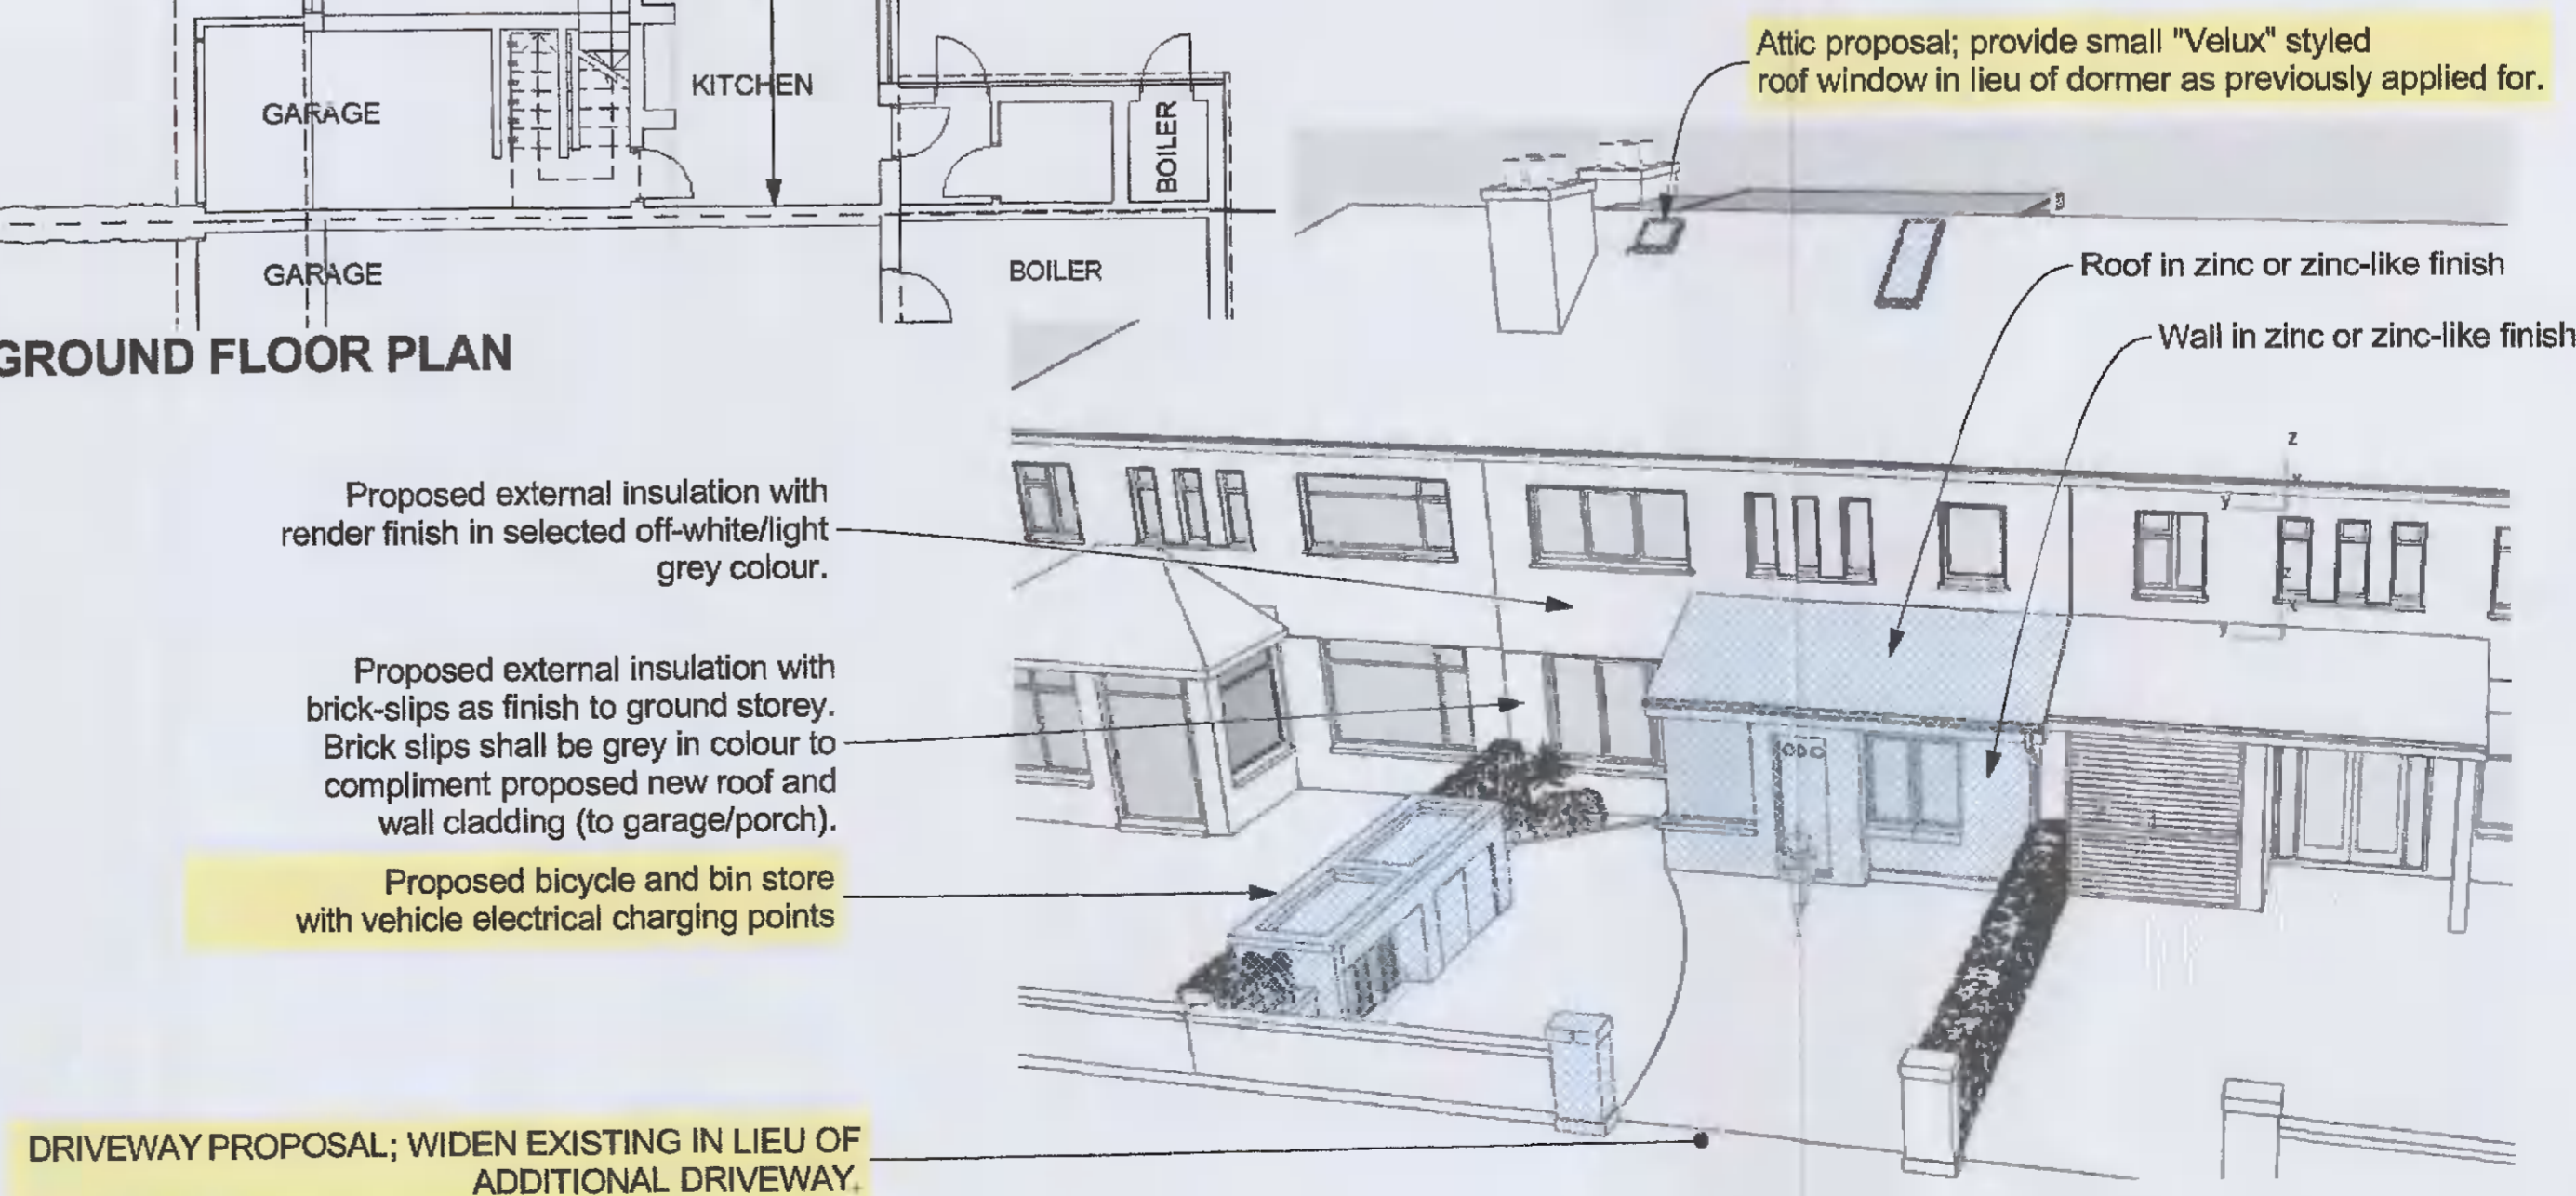 KITCHEN
GARAGE
BOILER
GARAGE
BOILER
GROUND FLOOR PLAN
Attic proposal; provide small "Velux" styled
roof window in lieu of dormer as previously applied for.
Roof in zinc or zinc-like finish
Wall in zinc or zinc-like finish
Proposed external insulation with
render finish in selected off-white/light
grey colour.
Proposed external insulation with
brick-slips as finish to ground storey.
Brick slips shall be grey in colour to
compliment proposed new roof and
wall cladding (to garage/porch).
Proposed bicycle and bin store
with vehicle electrical charging points
DRIVEWAY PROPOSAL; WIDEN EXISTING IN LIEU OF
ADDITIONAL DRIVEWAY.
z
x
y
z
x
y